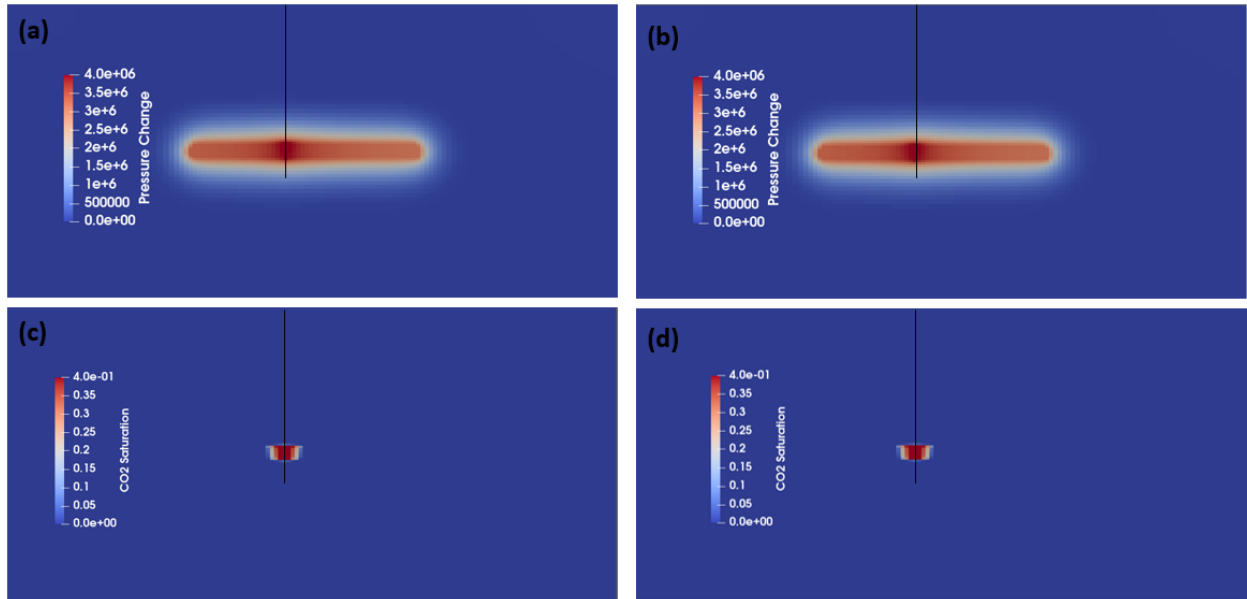 (a)
4.0e+06
3.5e+6
3e+6
2.5e+6
2e+6
1.5e+6
1e+6
500000
0.0e+00
Pressure Change
(b)
4.0e+06
3.5e+6
3e+6
2.5e+6
2e+6
1.5e+6
1e+6
500000
0.0e+00
Pressure Change
(c)
4.0e-01
0.35
0.3
0.25
0.2
0.15
0.1
0.05
0.0e+00
CO2 Saturation
(d)
4.0e-01
0.35
0.3
0.25
0.2
0.15
0.1
0.05
0.0e+00
CO2 Saturation